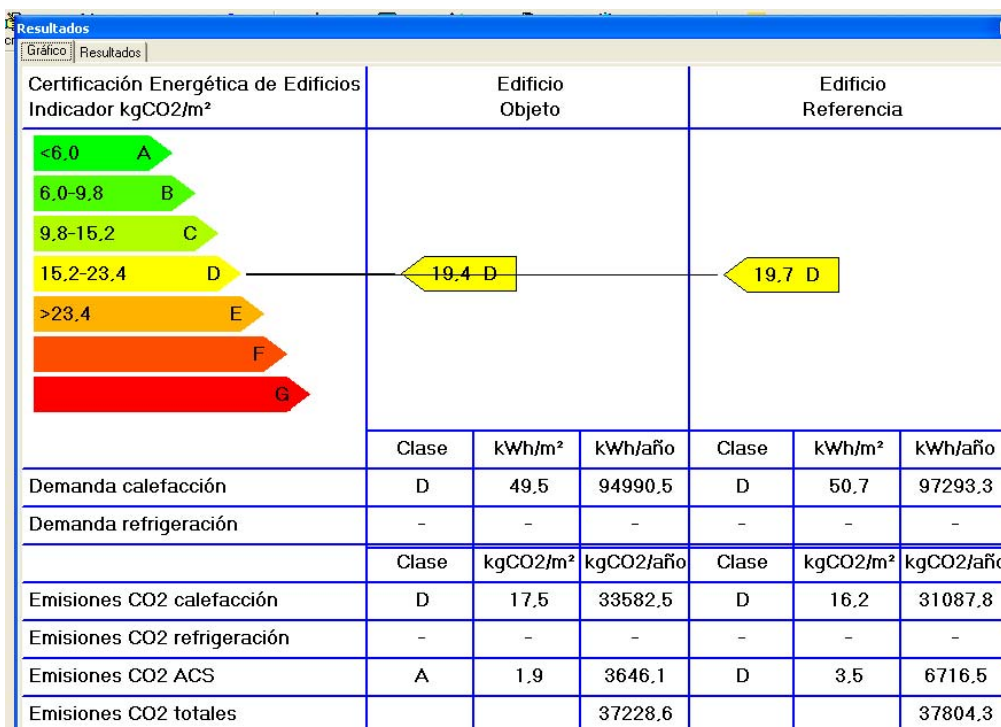 Resultados
Gráfico Resultados
Certificación Energética de Edificios
Indicador kgCO2/m²
Edificio
Objeto
Edificio
Referencia
<6,0 A
6,0-9,8 B
9,8-15,2 C
15,2-23,4 D
19,4 D
19,7 D
>23,4 E
F
G
Clase kWh/m² kWh/año Clase kWh/m² kWh/año
Demanda calefacción D 49,5 94990,5 D 50,7 97293,3
Demanda refrigeración - - - - - -
Clase kgCO2/m² kgCO2/año Clase kgCO2/m² kgCO2/año
Emisiones CO2 calefacción D 17,5 33582,5 D 16,2 31087,8
Emisiones CO2 refrigeración - - - - - -
Emisiones CO2 ACS A 1,9 3646,1 D 3,5 6716,5
Emisiones CO2 totales 37228,6 37804,3